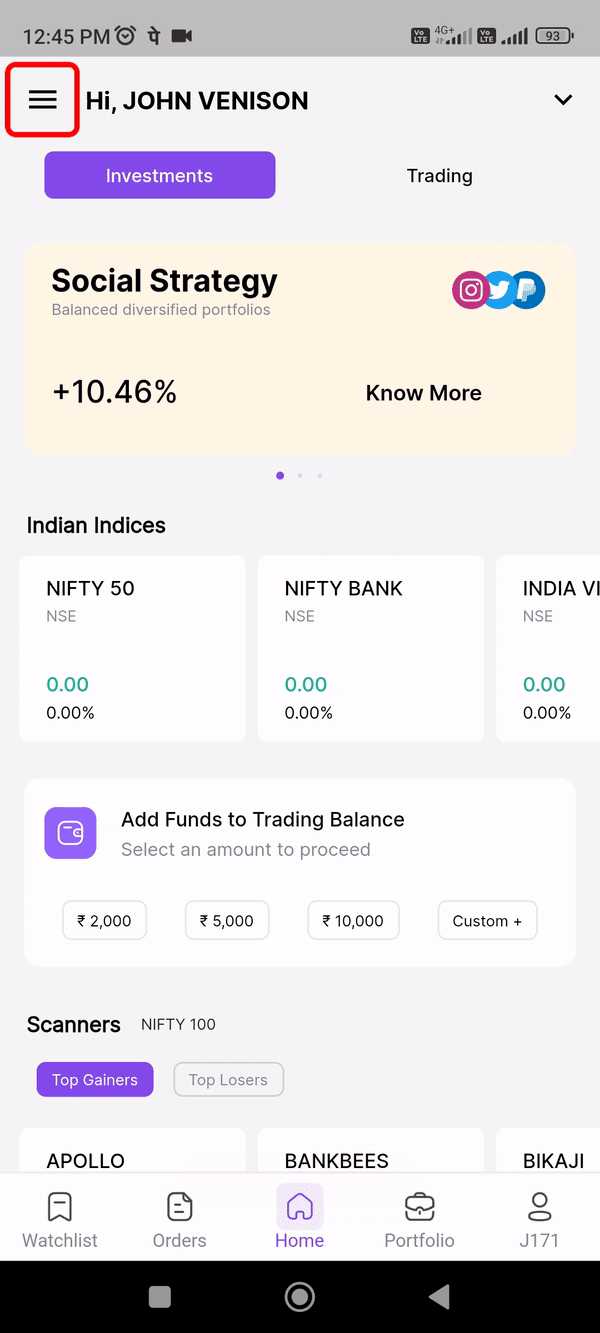 12:45 PM पे Vo LTE 4G+ Vo LTE 93
Hi, JOHN VENISON
Investments Trading
Social Strategy
Balanced diversified portfolios
+10.46% Know More
Indian Indices
NIFTY 50 NIFTY BANK INDIA VI
NSE NSE NSE
0.00 0.00 0.00
0.00% 0.00% 0.00%
Add Funds to Trading Balance
Select an amount to proceed
₹ 2,000 ₹ 5,000 ₹ 10,000 Custom +
Scanners NIFTY 100
Top Gainers Top Losers
APOLLO BANKBEES BIKAJI
Watchlist Orders Home Portfolio J171